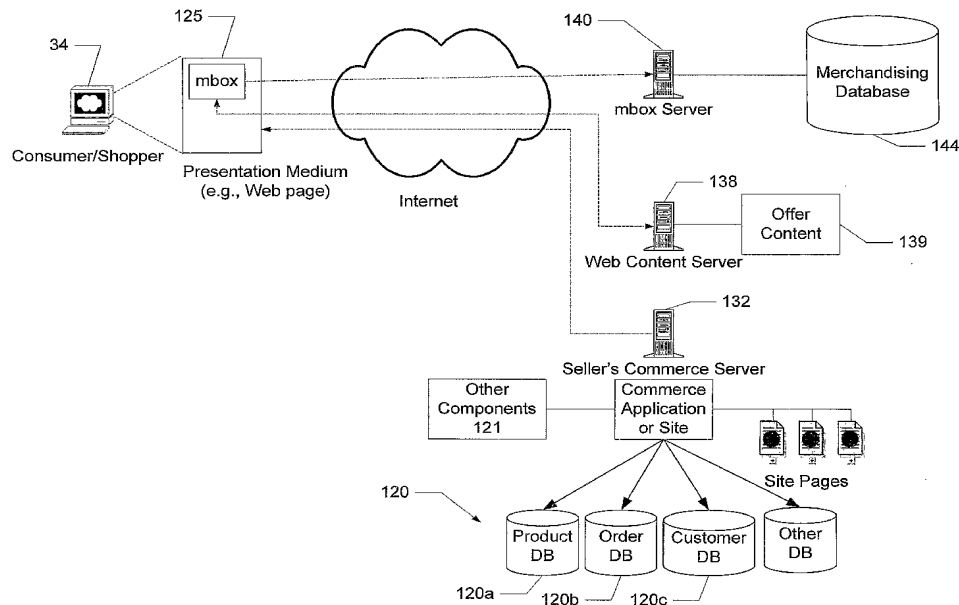 125
34
mbox
140
mbox Server
Merchandising
Database
144
Consumer/Shopper
Presentation Medium
(e.g., Web page)
Internet
138
Offer
Content
139
Web Content Server
132
Seller's Commerce Server
Other
Components
121
Commerce
Application
or Site
Site Pages
120
Product
DB
Order
DB
Customer
DB
Other
DB
120a
120b
120c